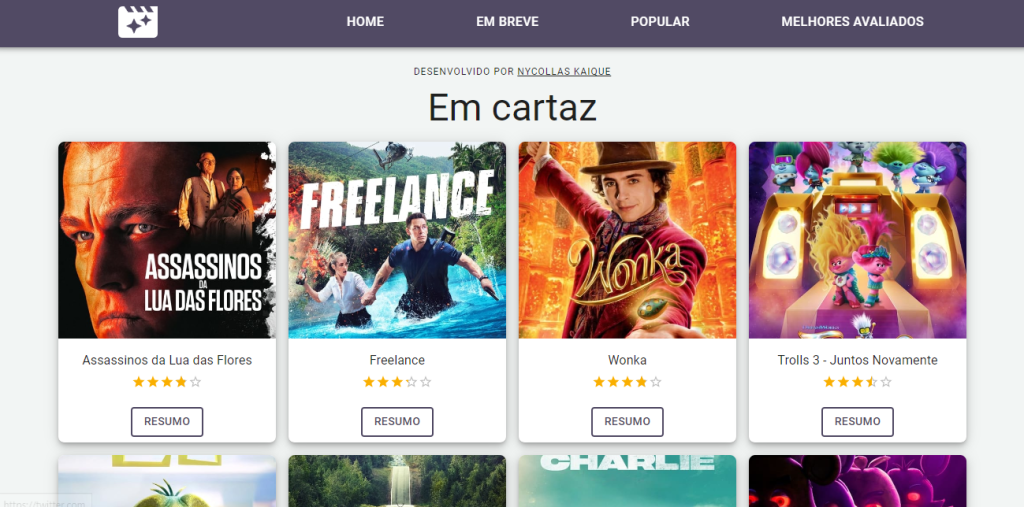 HOME EM BREVE POPULAR MELHORES AVALIADOS
DESENVOLVIDO POR NYCOLLAS KAIQUE
Em cartaz
ASSASSINOS
DA
LUA DAS FLORES
FREELANCE
Wonka
Assassinos da Lua das Flores
Freelance
Wonka
Trolls 3 - Juntos Novamente
RESUMO
RESUMO
RESUMO
RESUMO
CHARLIE
https://twitter.com